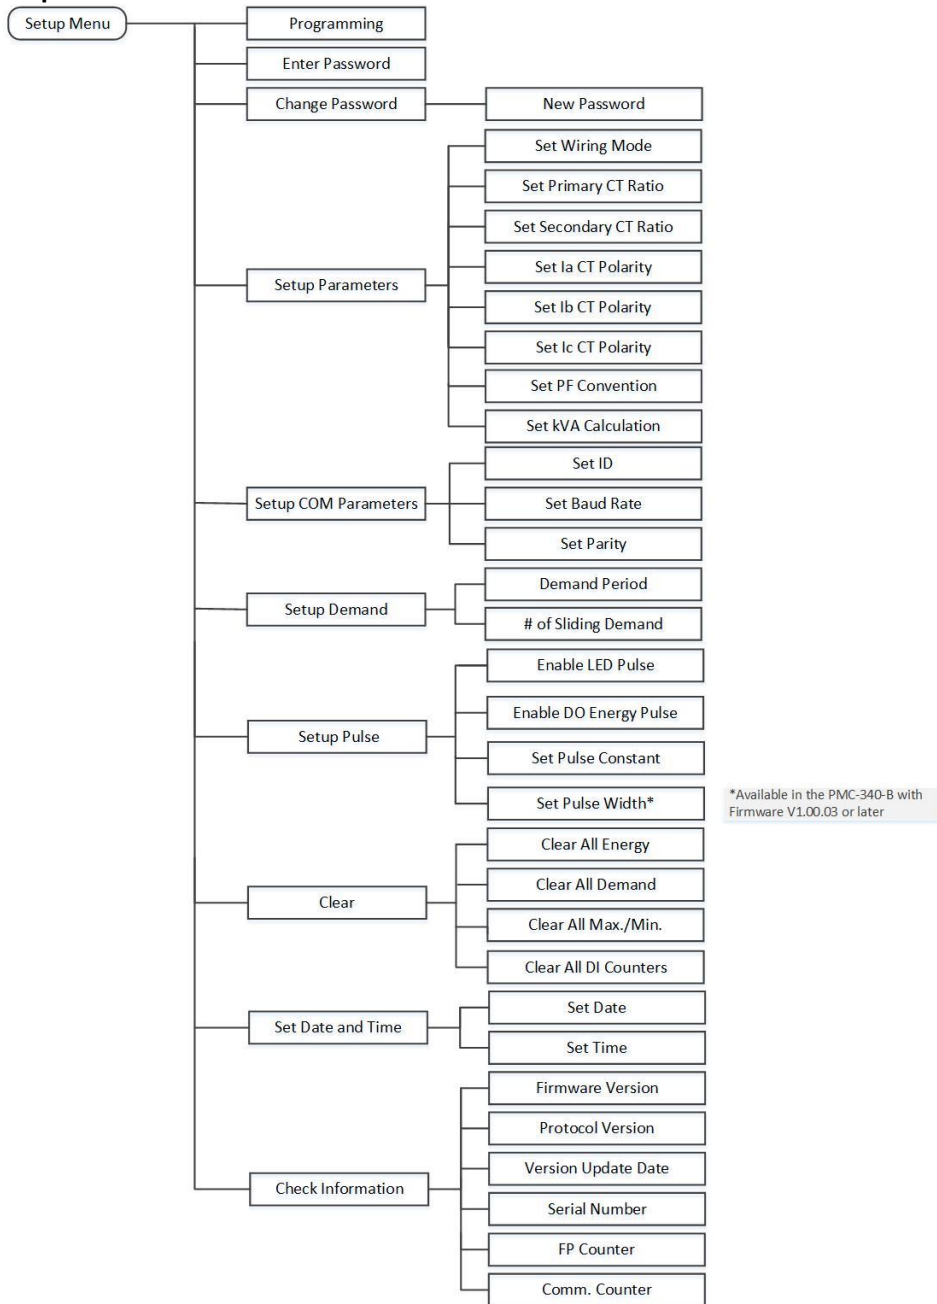 Setup Menu
Programming
Enter Password
Change Password
New Password
Set Wiring Mode
Set Primary CT Ratio
Set Secondary CT Ratio
Setup Parameters
Set Ia CT Polarity
Set Ib CT Polarity
Set Ic CT Polarity
Set PF Convention
Set kVA Calculation
Set ID
Setup COM Parameters
Set Baud Rate
Set Parity
Demand Period
Setup Demand
# of Sliding Demand
Enable LED Pulse
Enable DO Energy Pulse
Setup Pulse
Set Pulse Constant
Set Pulse Width*
*Available in the PMC-340-B with
Firmware V1.00.03 or later
Clear All Energy
Clear All Demand
Clear
Clear All Max./Min.
Clear All DI Counters
Set Date
Set Date and Time
Set Time
Firmware Version
Protocol Version
Version Update Date
Check Information
Serial Number
FP Counter
Comm. Counter